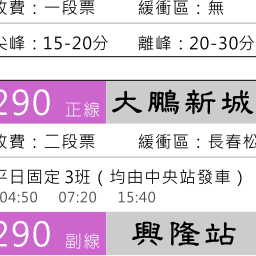 收費：一段票 緩衝區：無
尖峰：15-20分 離峰：20-30分
290 正線 大鵬新城
收費：二段票 緩衝區：長春松
平日固定3班（均由中央站發車）
04:50 07:20 15:40
290 副線 興隆站